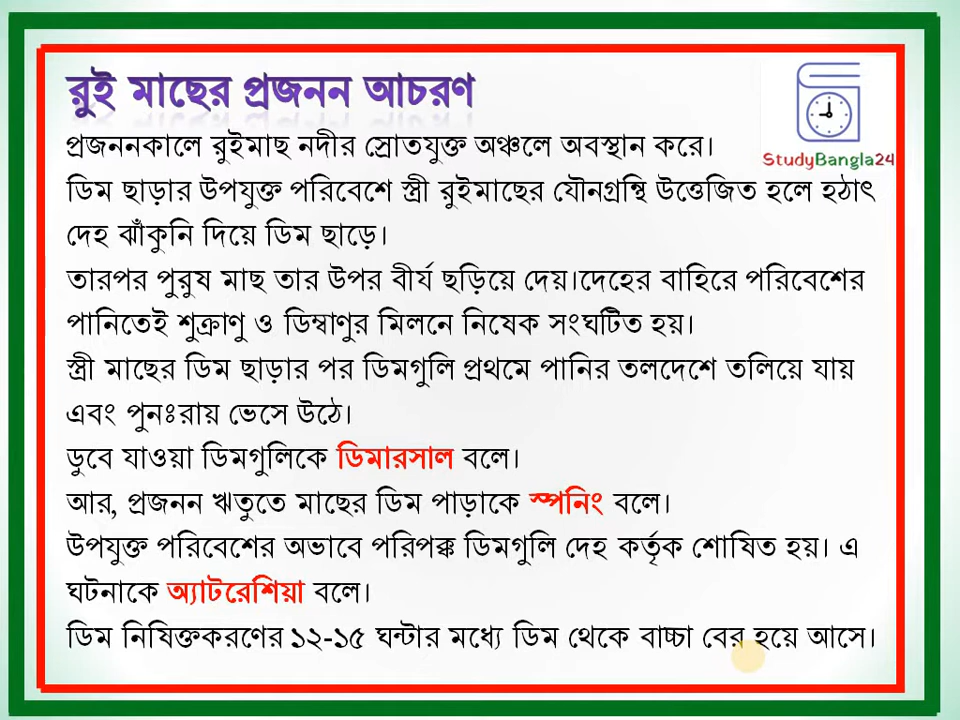 রুই মাছের প্রজনন আচরণ
StudyBangla24
প্রজননকালে রুইমাছ নদীর স্রোতযুক্ত অঞ্চলে অবস্থান করে।
ডিম ছাড়ার উপযুক্ত পরিবেশে স্ত্রী রুইমাছের যৌনগ্রন্থি উত্তেজিত হলে হঠাৎ
দেহ ঝাঁকুনি দিয়ে ডিম ছাড়ে।
তারপর পুরুষ মাছ তার উপর বীর্য ছড়িয়ে দেয়।দেহের বাহিরে পরিবেশের
পানিতেই শুক্রাণু ও ডিম্বাণুর মিলনে নিষেক সংঘটিত হয়।
স্ত্রী মাছের ডিম ছাড়ার পর ডিমগুলি প্রথমে পানির তলদেশে তলিয়ে যায়
এবং পুনঃরায় ভেসে উঠে।
ডুবে যাওয়া ডিমগুলিকে ডিমারসাল বলে।
আর, প্রজনন ঋতুতে মাছের ডিম পাড়াকে স্পনিং বলে।
উপযুক্ত পরিবেশের অভাবে পরিপক্ক ডিমগুলি দেহ কর্তৃক শোষিত হয়। এ
ঘটনাকে অ্যাটরেশিয়া বলে।
ডিম নিষিক্তকরণের ১২-১৫ ঘন্টার মধ্যে ডিম থেকে বাচ্চা বের হয়ে আসে।